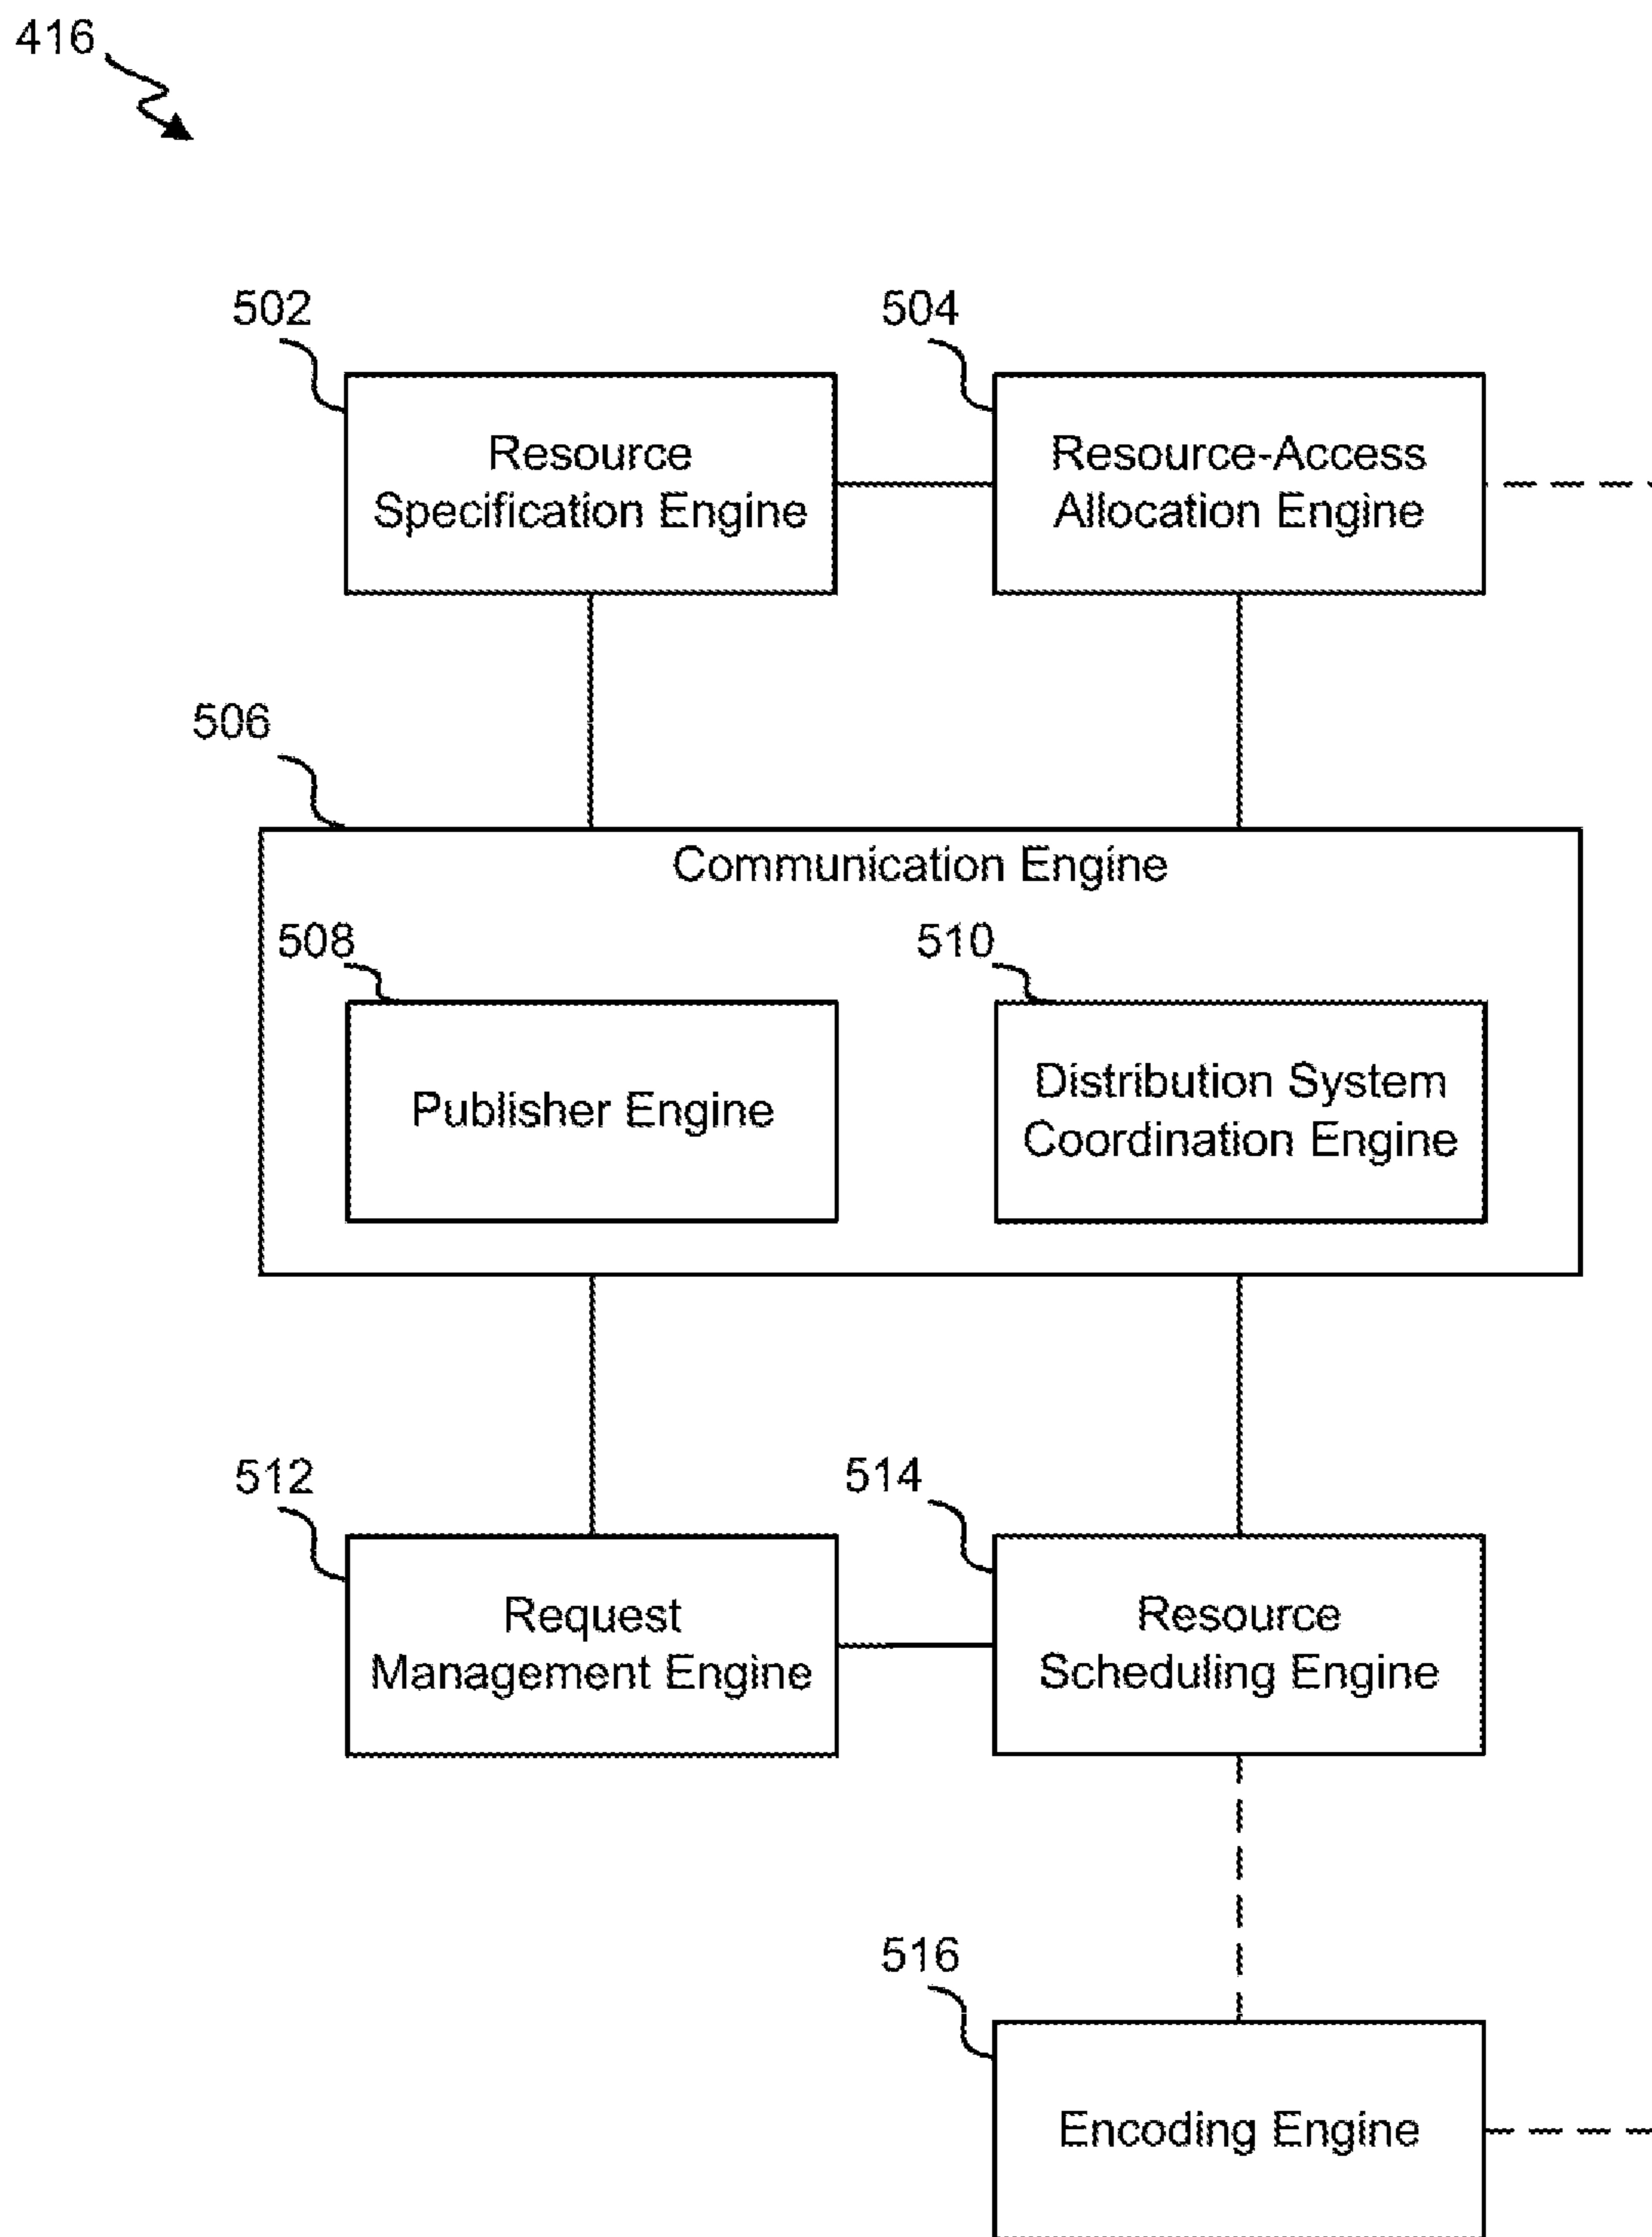 416
502
504
Resource
Specification Engine
Resource-Access
Allocation Engine
506
Communication Engine
508
510
Publisher Engine
Distribution System
Coordination Engine
512
514
Request
Management Engine
Resource
Scheduling Engine
516
Encoding Engine